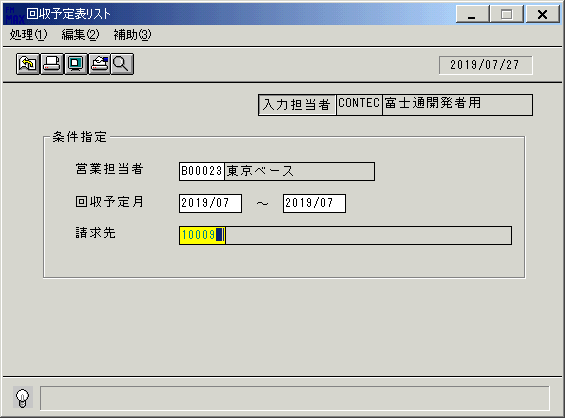 回収予定表リスト
処理(1) 編集(2) 補助(3)
2019/07/27
入力担当者 CONTEC 富士通開発者用
条件指定
営業担当者 B00023 東京ベース
回収予定月 2019/07 ～ 2019/07
請求先 10009